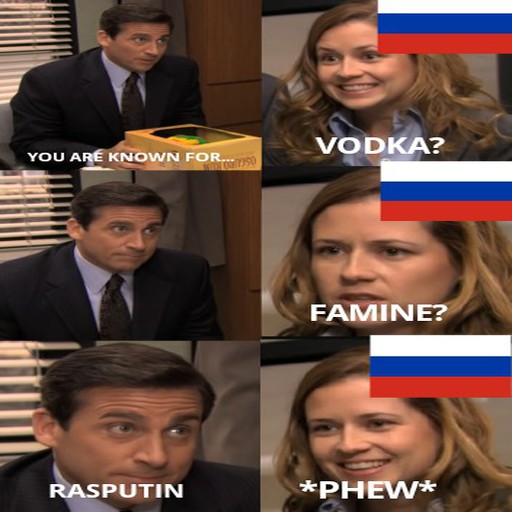 YOU ARE KNOWN FOR...
VODKA?
FAMINE?
RASPUTIN
*PHEW*